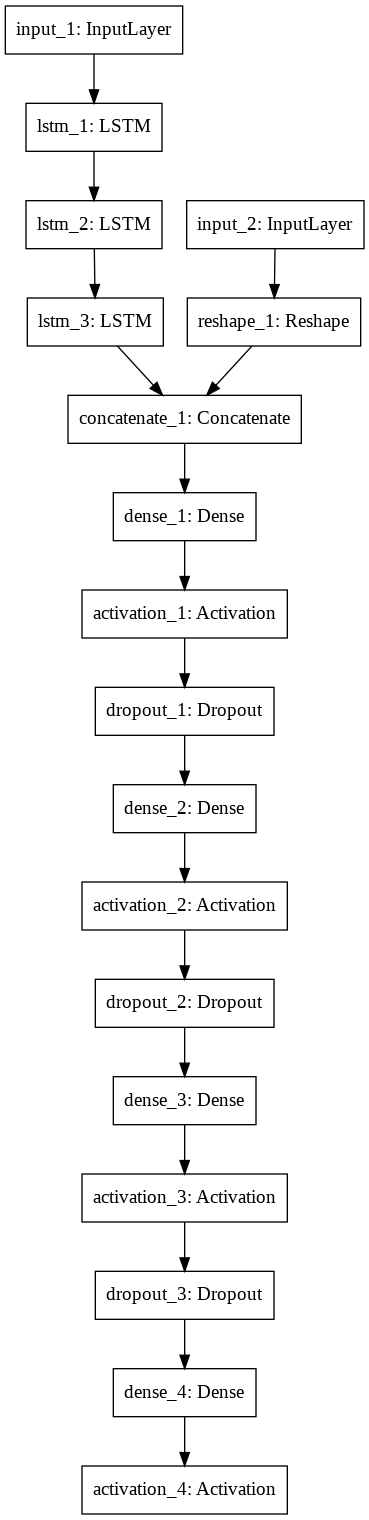 input_1: InputLayer
lstm_1: LSTM
lstm_2: LSTM
input_2: InputLayer
lstm_3: LSTM
reshape_1: Reshape
concatenate_1: Concatenate
dense_1: Dense
activation_1: Activation
dropout_1: Dropout
dense_2: Dense
activation_2: Activation
dropout_2: Dropout
dense_3: Dense
activation_3: Activation
dropout_3: Dropout
dense_4: Dense
activation_4: Activation